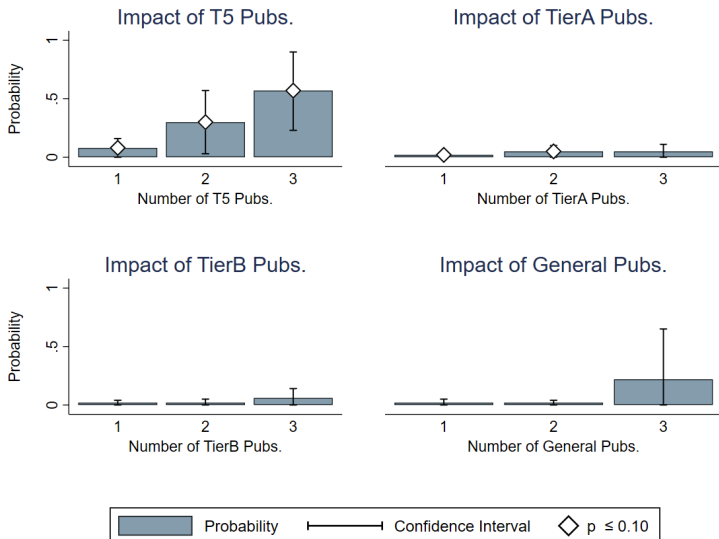 Impact of T5 Pubs.
Probability
1
.5
0
1 2 3
Number of T5 Pubs.
Impact of TierA Pubs.
1 2 3
Number of TierA Pubs.
Impact of TierB Pubs.
Probability
1
.5
0
1 2 3
Number of TierB Pubs.
Impact of General Pubs.
1 2 3
Number of General Pubs.
Probability Confidence Interval p ≤ 0.10